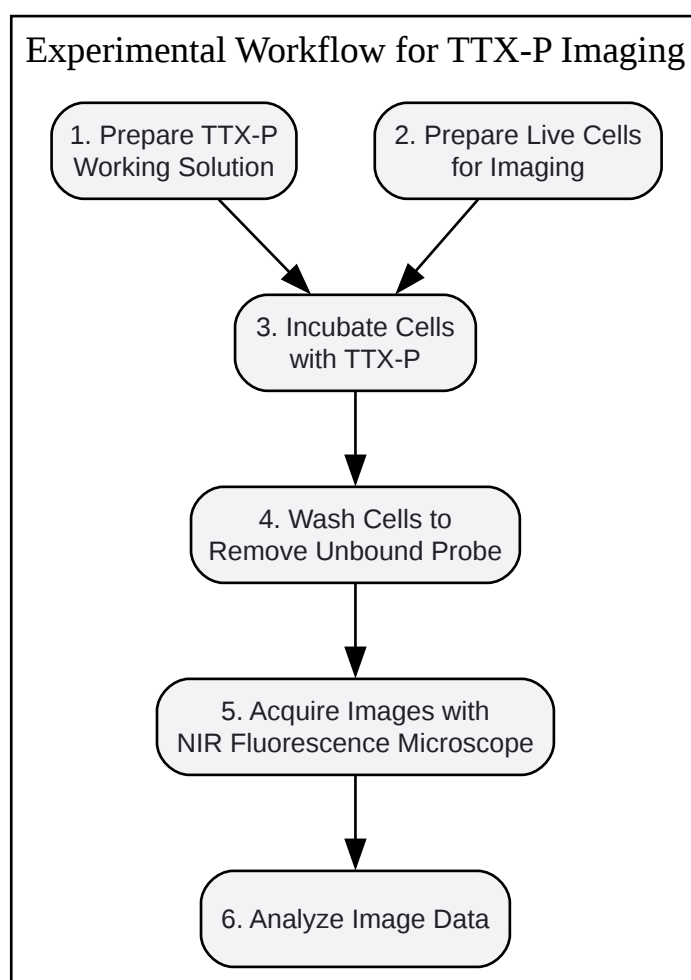 Experimental Workflow for TTX-P Imaging
1. Prepare TTX-P
Working Solution
2. Prepare Live Cells
for Imaging
3. Incubate Cells
with TTX-P
4. Wash Cells to
Remove Unbound Probe
5. Acquire Images with
NIR Fluorescence Microscope
6. Analyze Image Data